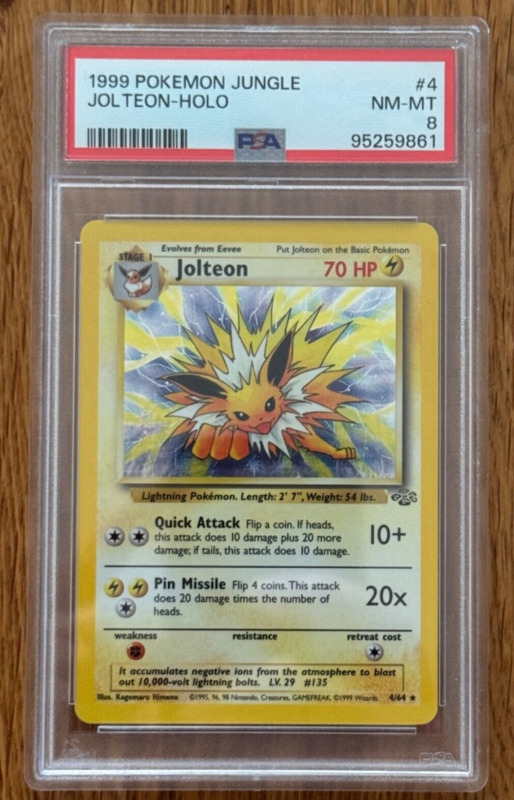 1999 POKEMON JUNGLE #4
JOLTEON-HOLO NM-MT
8
PSA 95259861
Evolves from Eevee Put Jolteon on the Basic Pokémon
STAGE 1 Jolteon 70 HP
Lightning Pokémon. Length: 2' 7", Weight: 54 lbs.
Quick Attack Flip a coin. If heads,
this attack does 10 damage plus 20 more
damage; if tails, this attack does 10 damage.
10+
Pin Missile Flip 4 coins. This attack
does 20 damage times the number of
heads.
20x
weakness resistance retreat cost
It accumulates negative ions from the atmosphere to blast
out 10,000-volt lightning bolts. LV. 29 #135
Illus. Kagemaru Himeno ©1995, 96, 98 Nintendo, Creatures, GAMEFREAK. ©1999 Wizards. 4/64 ★
PSA